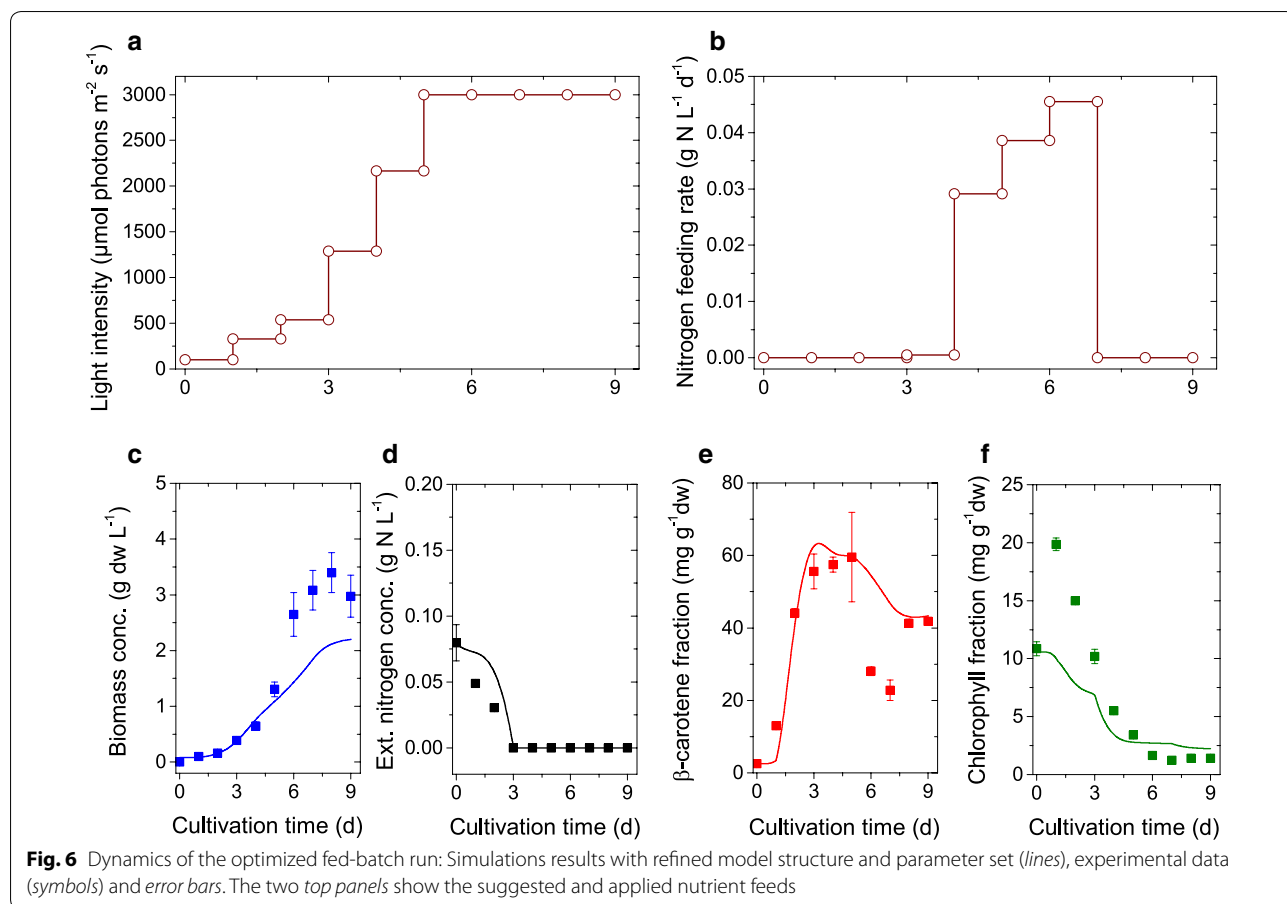 a
Light intensity (µmol photons m⁻² s⁻¹)
3000
2500
2000
1500
1000
500
0
0 3 6 9
b
Nitrogen feeding rate (g N L⁻¹ d⁻¹)
0.05
0.04
0.03
0.02
0.01
0.00
0 3 6 9
c
Biomass conc. (g dw L⁻¹)
5
4
3
2
1
0
0 3 6 9
Cultivation time (d)
d
Ext. nitrogen conc. (g N L⁻¹)
0.20
0.15
0.10
0.05
0.00
0 3 6 9
Cultivation time (d)
e
β-carotene fraction (mg g⁻¹dw)
80
60
40
20
0
0 3 6 9
Cultivation time (d)
f
Chlorophyll fraction (mg g⁻¹dw)
25
20
15
10
5
0
0 3 6 9
Cultivation time (d)
Fig. 6 Dynamics of the optimized fed-batch run: Simulations results with refined model structure and parameter set (lines), experimental data
(symbols) and error bars. The two top panels show the suggested and applied nutrient feeds